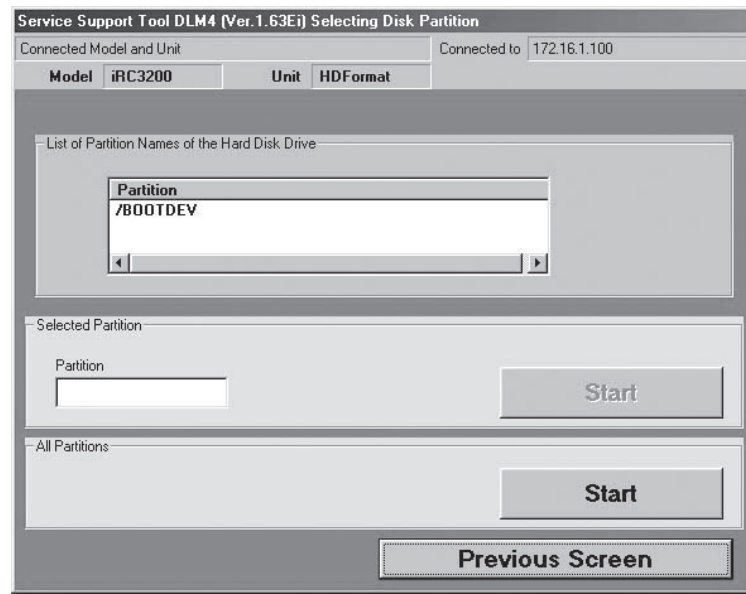 Service Support Tool DLM4 (Ver.1.63Ei) Selecting Disk Partition
Connected Model and Unit
Connected to 172.16.1.100
Model iRC3200 Unit HDFormat
List of Partition Names of the Hard Disk Drive
Partition
/BOOTDEV
Selected Partition
Partition
Start
All Partitions
Start
Previous Screen